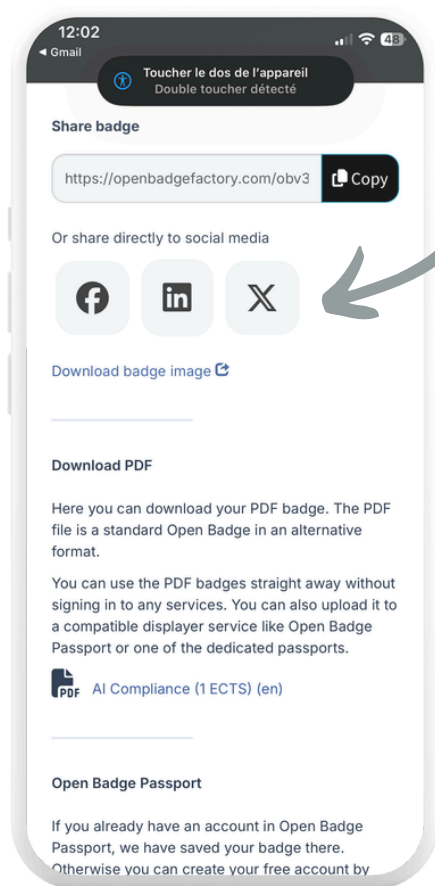 12:02
48
Gmail
Toucher le dos de l'appareil
Double toucher détecté
Share badge
https://openbadgefactory.com/obv3
Copy
Or share directly to social media
Download badge image
Download PDF
Here you can download your PDF badge. The PDF
file is a standard Open Badge in an alternative
format.
You can use the PDF badges straight away without
signing in to any services. You can also upload it to
a compatible displayer service like Open Badge
Passport or one of the dedicated passports.
PDF
AI Compliance (1 ECTS) (en)
Open Badge Passport
If you already have an account in Open Badge
Passport, we have saved your badge there.
Otherwise you can create your free account by